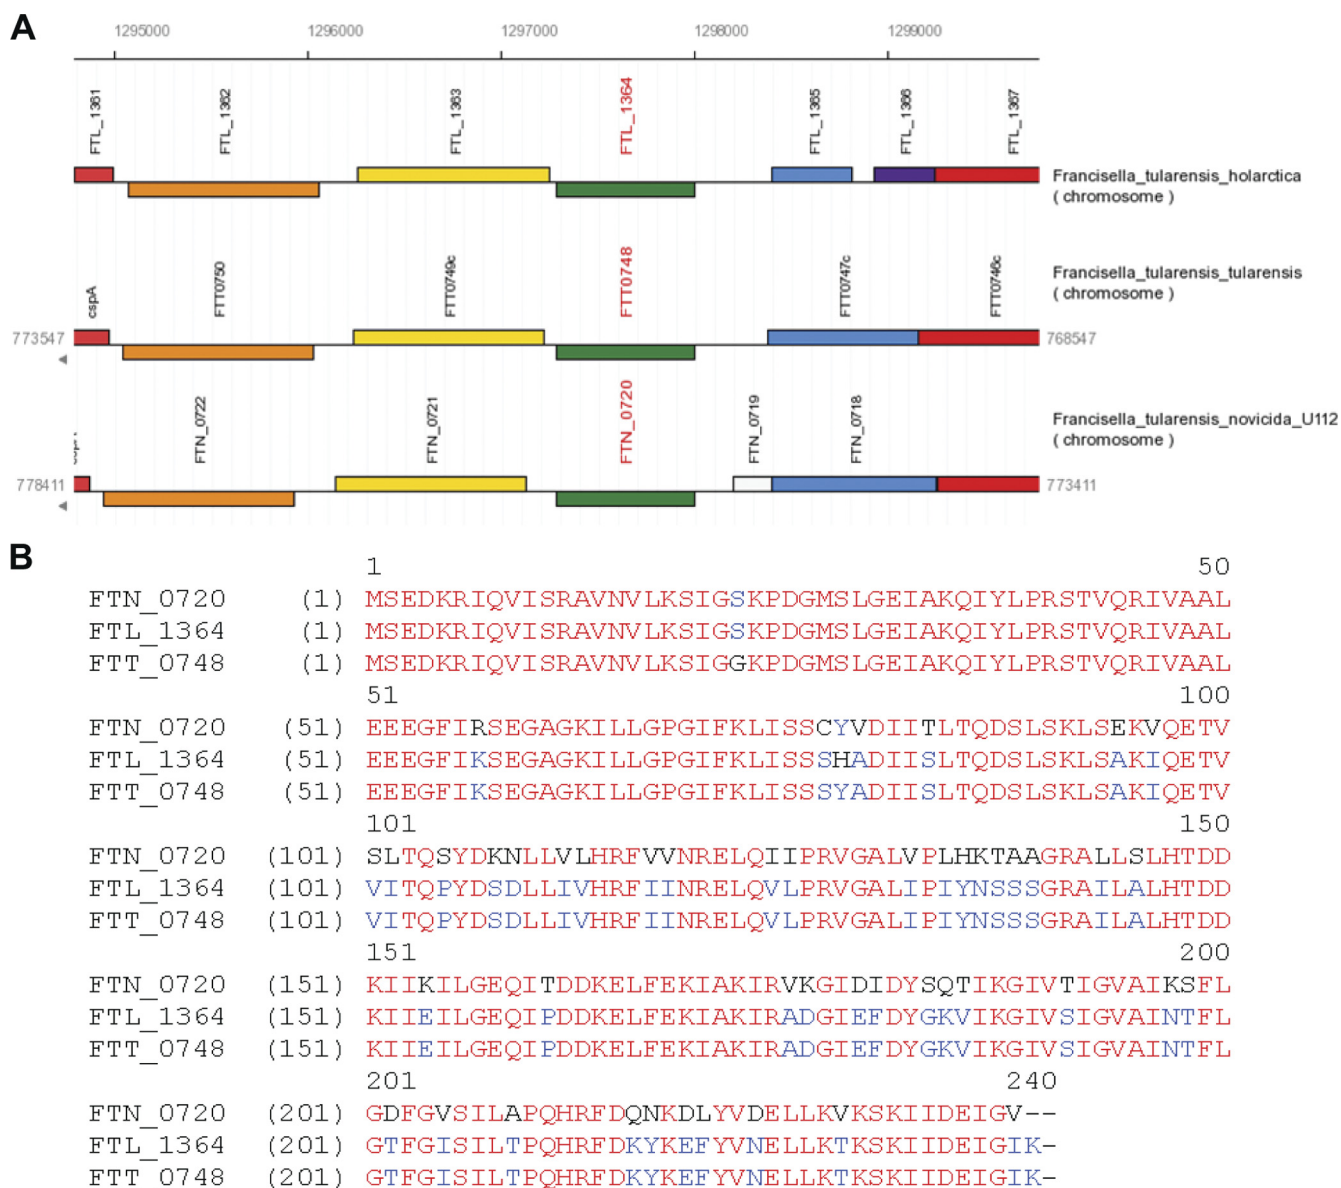 A
1295000 1296000 1297000 1298000 1299000
FTL_1361 FTL_1362 FTL_1363 FTL_1364 FTL_1365 FTL_1366 FTL_1367
Francisella_tularensis_holarctica
( chromosome )
cspA FTT0750 FTT0749c FTT0748 FTT0747c FTT0746c
Francisella_tularensis_tularensis
( chromosome )
773547 768547
FTN_0722 FTN_0721 FTN_0720 FTN_0719 FTN_0718
Francisella_tularensis_novicida_U112
( chromosome )
778411 773411
B
1 50
FTN_0720 (1) MSEDKRIQVISRAVNVLKSIGSKPDGMSLGEIAKQIYLPRSTVQRIVAAL
FTL_1364 (1) MSEDKRIQVISRAVNVLKSIGSKPDGMSLGEIAKQIYLPRSTVQRIVAAL
FTT_0748 (1) MSEDKRIQVISRAVNVLKSIGGKPDGMSLGEIAKQIYLPRSTVQRIVAAL
51 100
FTN_0720 (51) EEEGFIRSEGAGKILLGPGIFKLISSCYVDIITLTQDSLSKLSEKVQETV
FTL_1364 (51) EEEGFIKSEGAGKILLGPGIFKLISSSHADIISLTQDSLSKLSAKIQETV
FTT_0748 (51) EEEGFIKSEGAGKILLGPGIFKLISSSYADIISLTQDSLSKLSAKIQETV
101 150
FTN_0720 (101) SLTQSYDKNLLVLHRFVVNRELQIIPRVGALVPLHKTAAGRALLSLHTDD
FTL_1364 (101) VITQPYDSDLLIVHRFIINRELQVLPRVGALIPIYNSSSGRAILALHTDD
FTT_0748 (101) VITQPYDSDLLIVHRFIINRELQVLPRVGALIPIYNSSSGRAILALHTDD
151 200
FTN_0720 (151) KIIKILGEQITDDKELFEKIAKIRVKGIDIDYSQTIKGIVTIGVAIKSFL
FTL_1364 (151) KIIEILGEQIPDDKELFEKIAKIRADGIEFDYGKVIKGIVSIGVAINTFL
FTT_0748 (151) KIIEILGEQIPDDKELFEKIAKIRADGIEFDYGKVIKGIVSIGVAINTFL
201 240
FTN_0720 (201) GDFGVSILAPQHRFDQNKDLYVDELLKVKSKIIDEIGV--
FTL_1364 (201) GTFGISILTPQHRFDKYKEFYVNELLKTKSKIIDEIGIK-
FTT_0748 (201) GTFGISILTPQHRFDKYKEFYVNELLKTKSKIIDEIGIK-